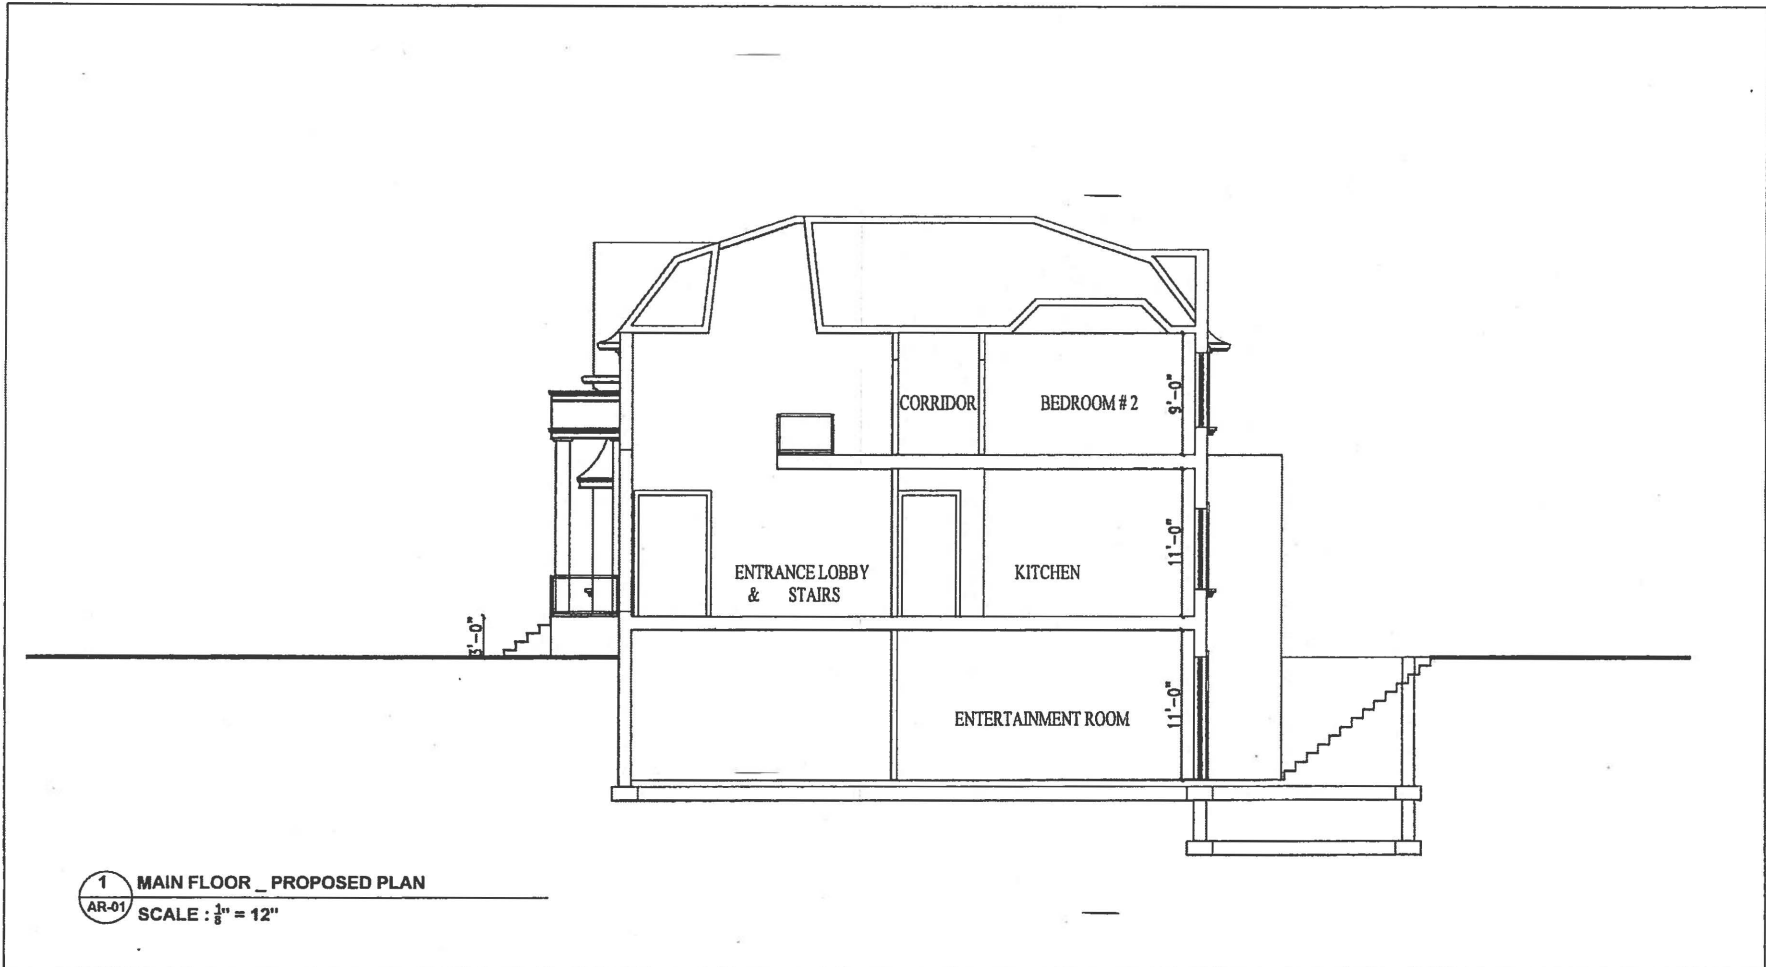 CORRIDOR
BEDROOM # 2
9'-0"
ENTRANCE LOBBY
& STAIRS
KITCHEN
11'-0"
3'-0"
ENTERTAINMENT ROOM
11'-0"
1
AR-01
MAIN FLOOR _ PROPOSED PLAN
SCALE : 1/8" = 12"